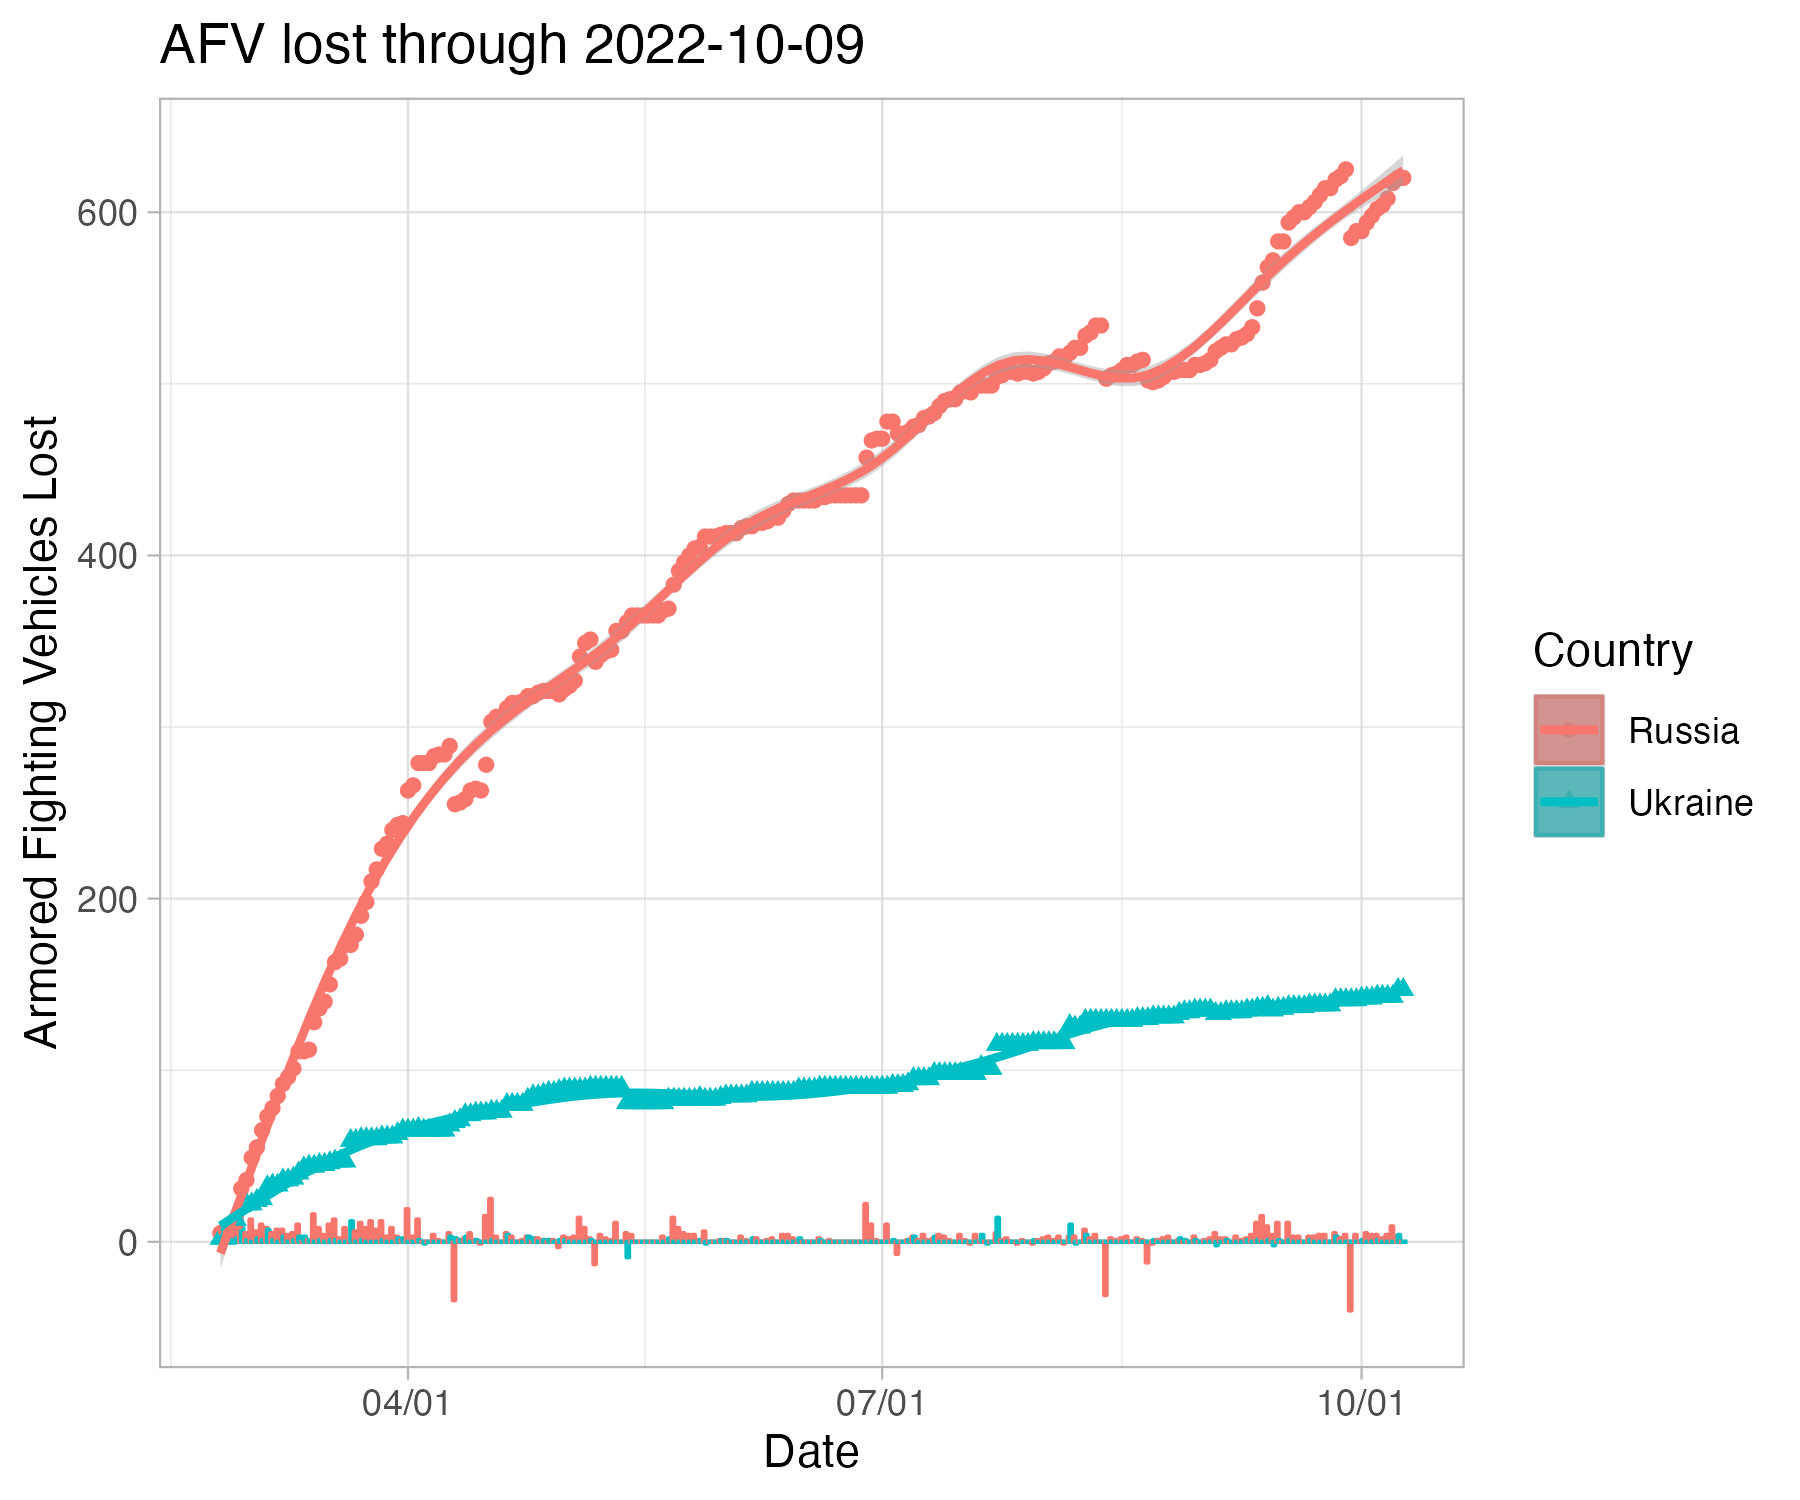 AFV lost through 2022-10-09
Armored Fighting Vehicles Lost
600
400
200
0
04/01
07/01
10/01
Date
Country
Russia
Ukraine